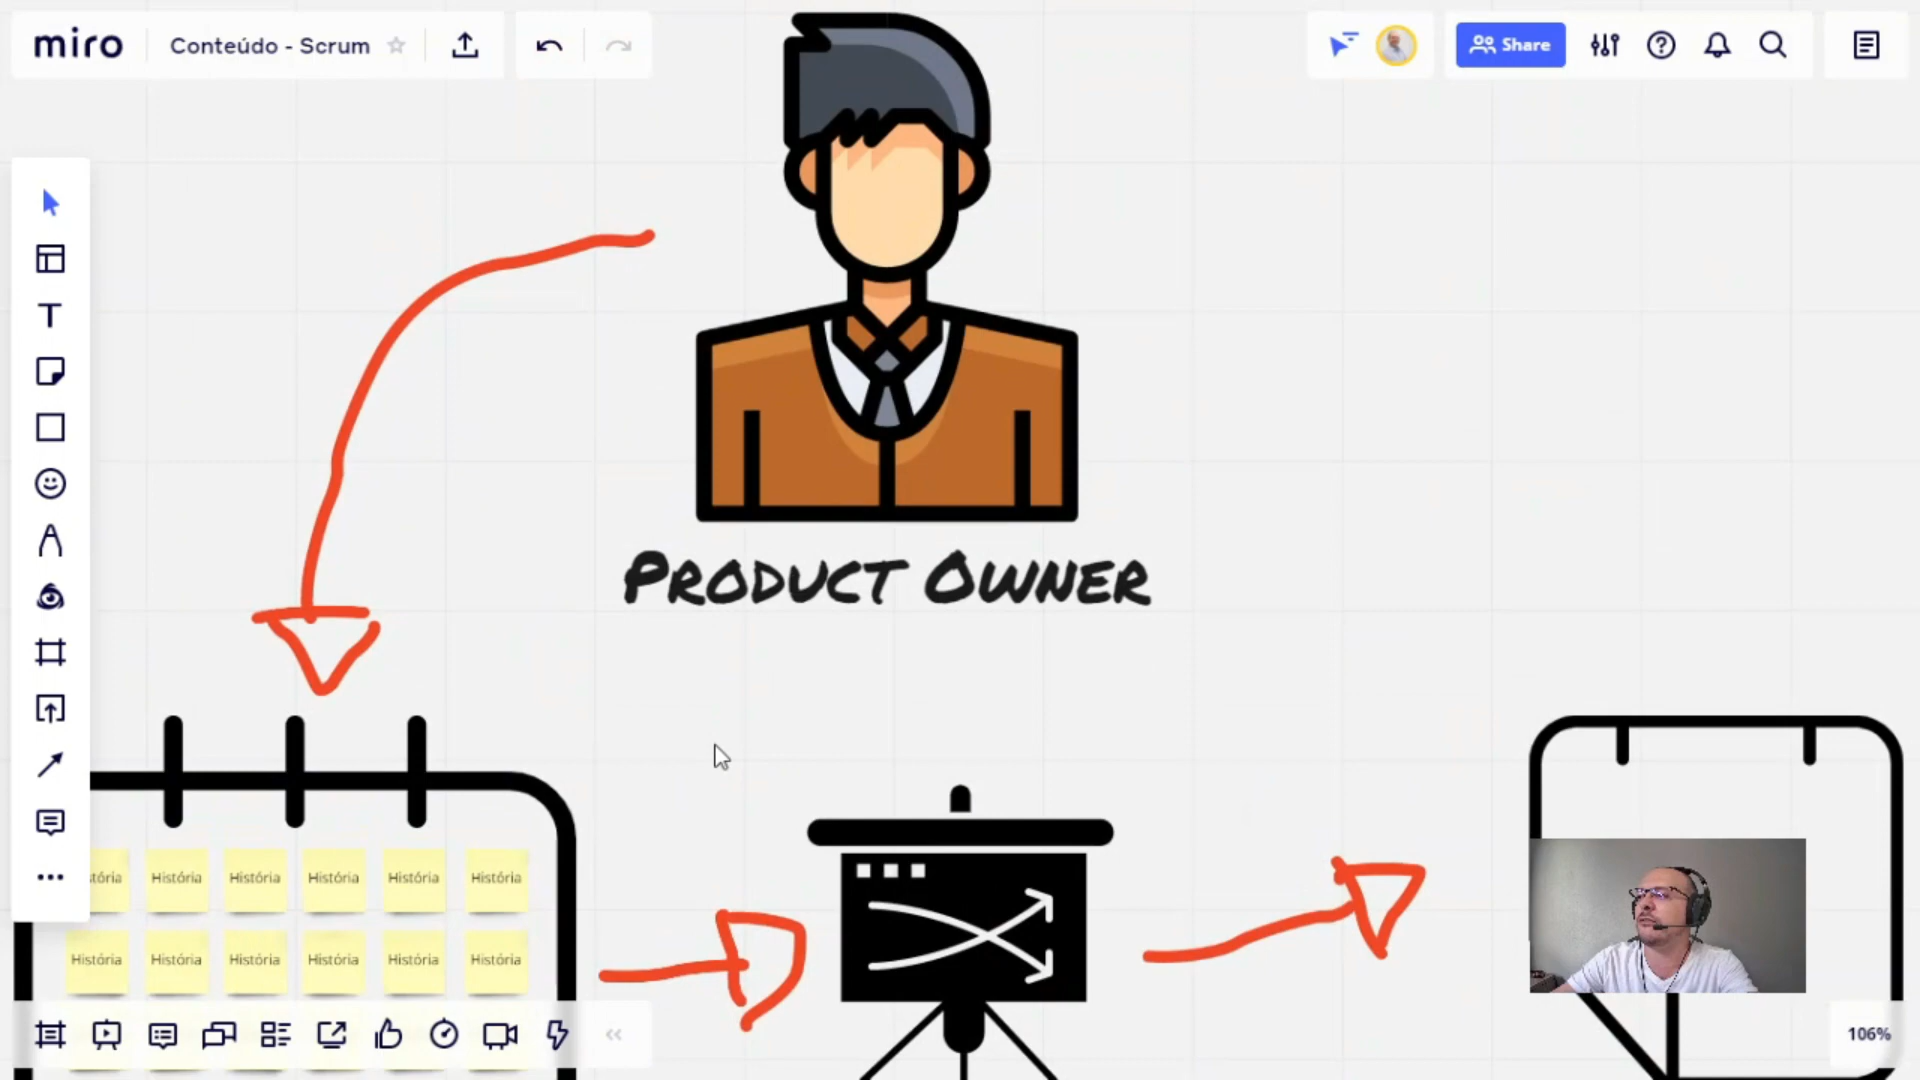 miro
Conteúdo - Scrum
Share
PRODUCT OWNER
tória História História História História História
História História História História História História
106%